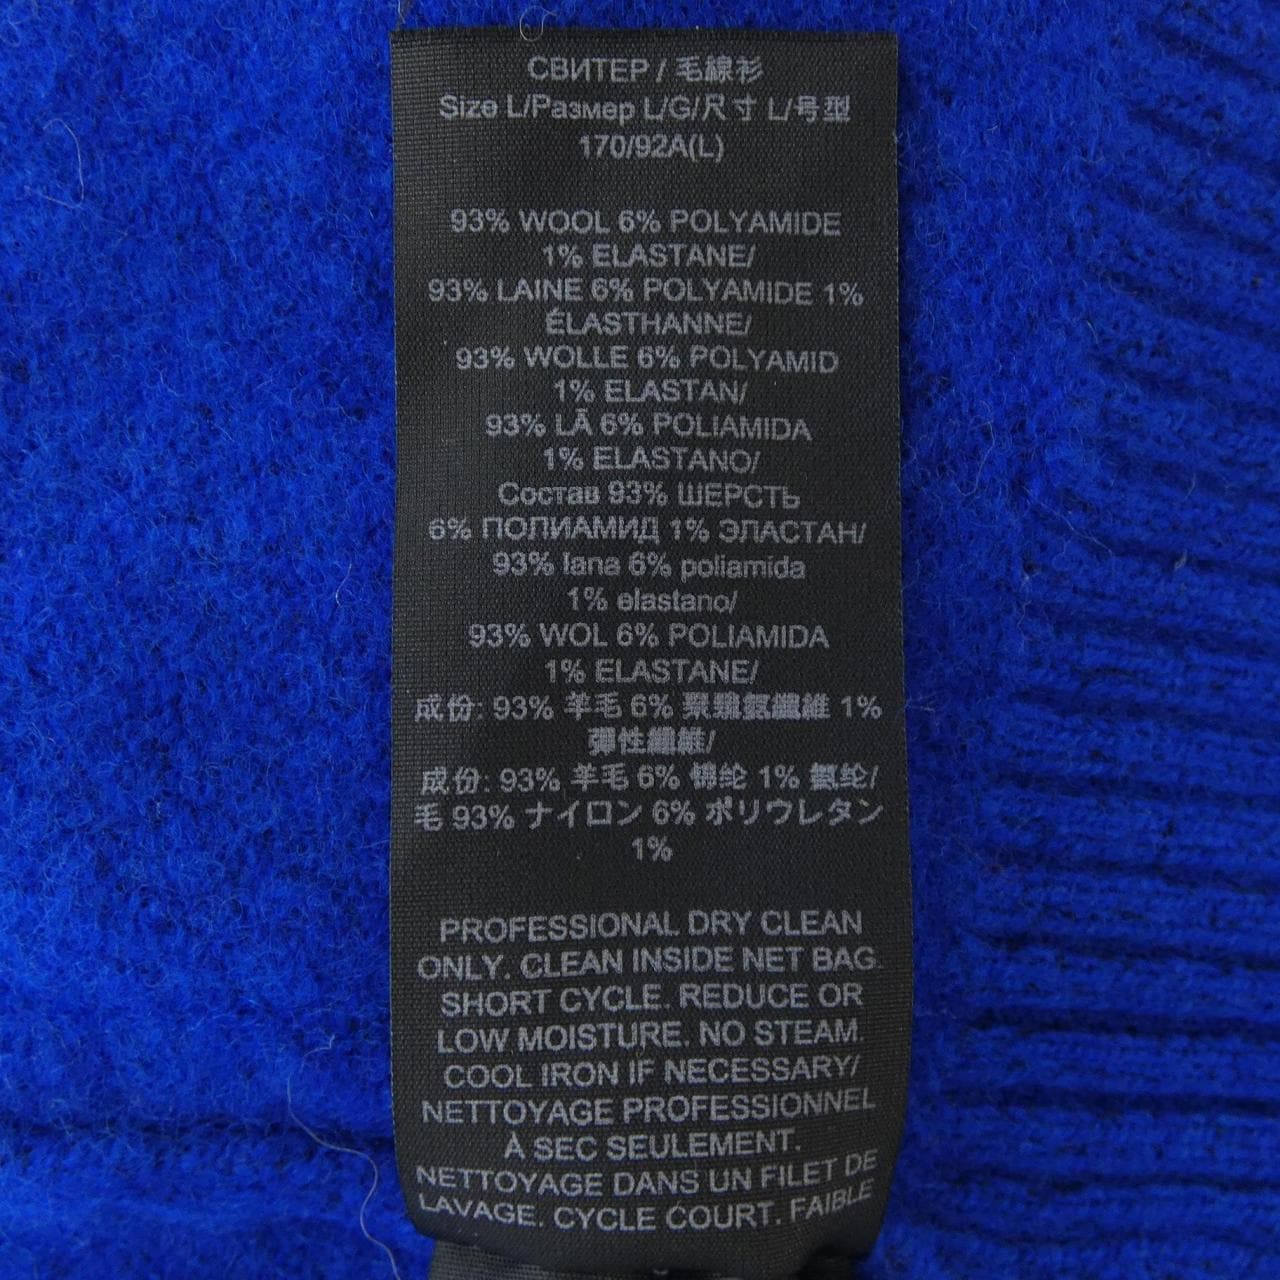 СВИТЕР / 毛線衫
Size L/Размер L/G/尺寸 L/号型
170/92A(L)
93% WOOL 6% POLYAMIDE
1% ELASTANE/
93% LAINE 6% POLYAMIDE 1%
ÉLASTHANNE/
93% WOLLE 6% POLYAMID
1% ELASTAN/
93% LÃ 6% POLIAMIDA
1% ELASTANO/
Состав 93% ШЕРСТЬ
6% ПОЛИАМИД 1% ЭЛАСТАН/
93% lana 6% poliamida
1% elastano/
93% WOL 6% POLIAMIDA
1% ELASTANE/
成份: 93% 羊毛 6% 聚醯氨纖維 1%
彈性纖維/
成份: 93% 羊毛 6% 锦纶 1% 氨纶/
毛 93% ナイロン 6% ポリウレタン
1%
PROFESSIONAL DRY CLEAN
ONLY. CLEAN INSIDE NET BAG.
SHORT CYCLE. REDUCE OR
LOW MOISTURE. NO STEAM.
COOL IRON IF NECESSARY/
NETTOYAGE PROFESSIONNEL
À SEC SEULEMENT.
NETTOYAGE DANS UN FILET DE
LAVAGE. CYCLE COURT. FAIBLE